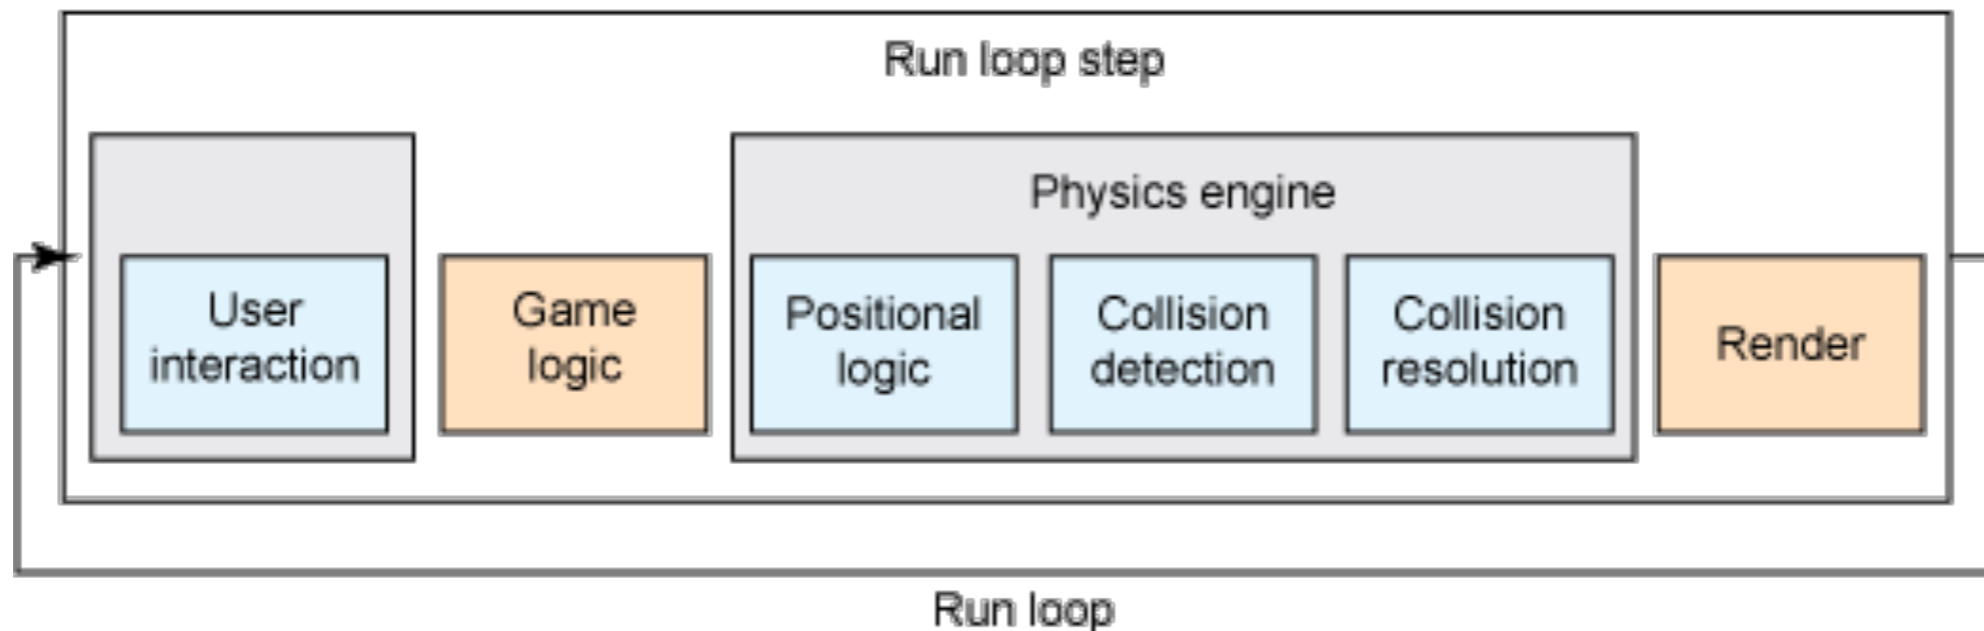 Run loop step
Physics engine
User
interaction
Game
logic
Positional
logic
Collision
detection
Collision
resolution
Render
Run loop